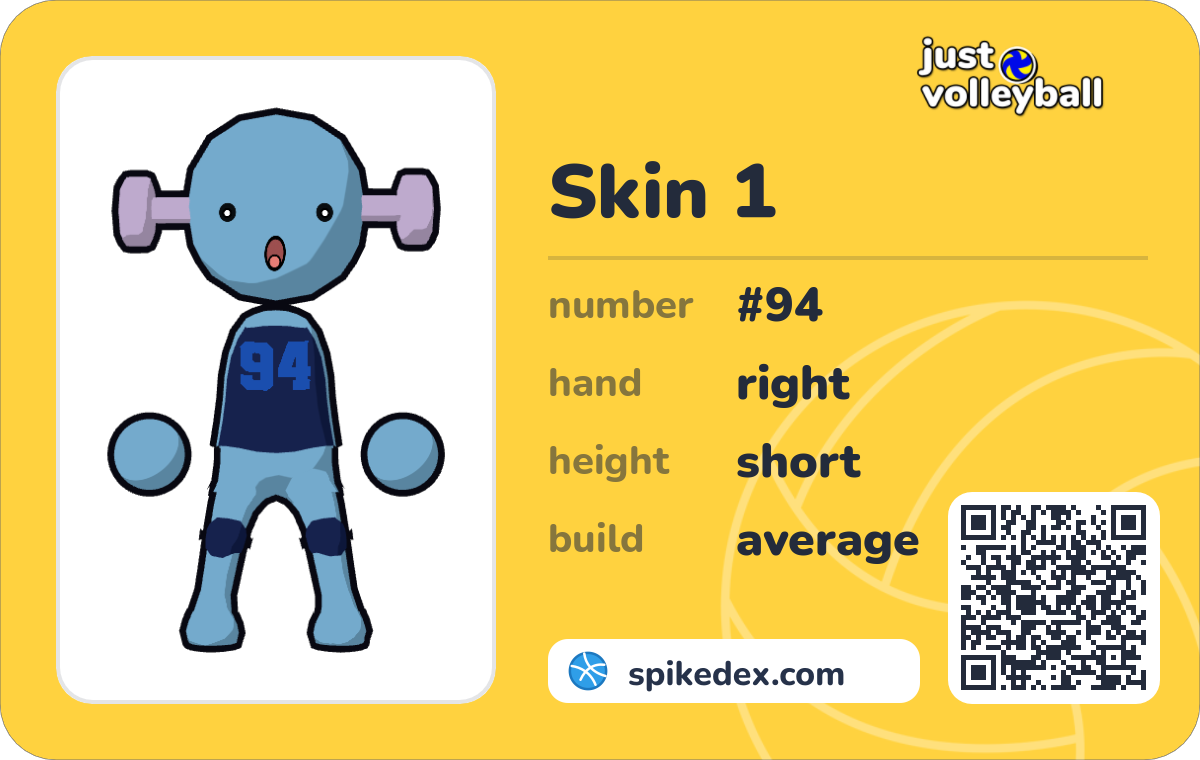 just
volleyball
Skin 1
number #94
hand right
height short
build average
94
spikedex.com